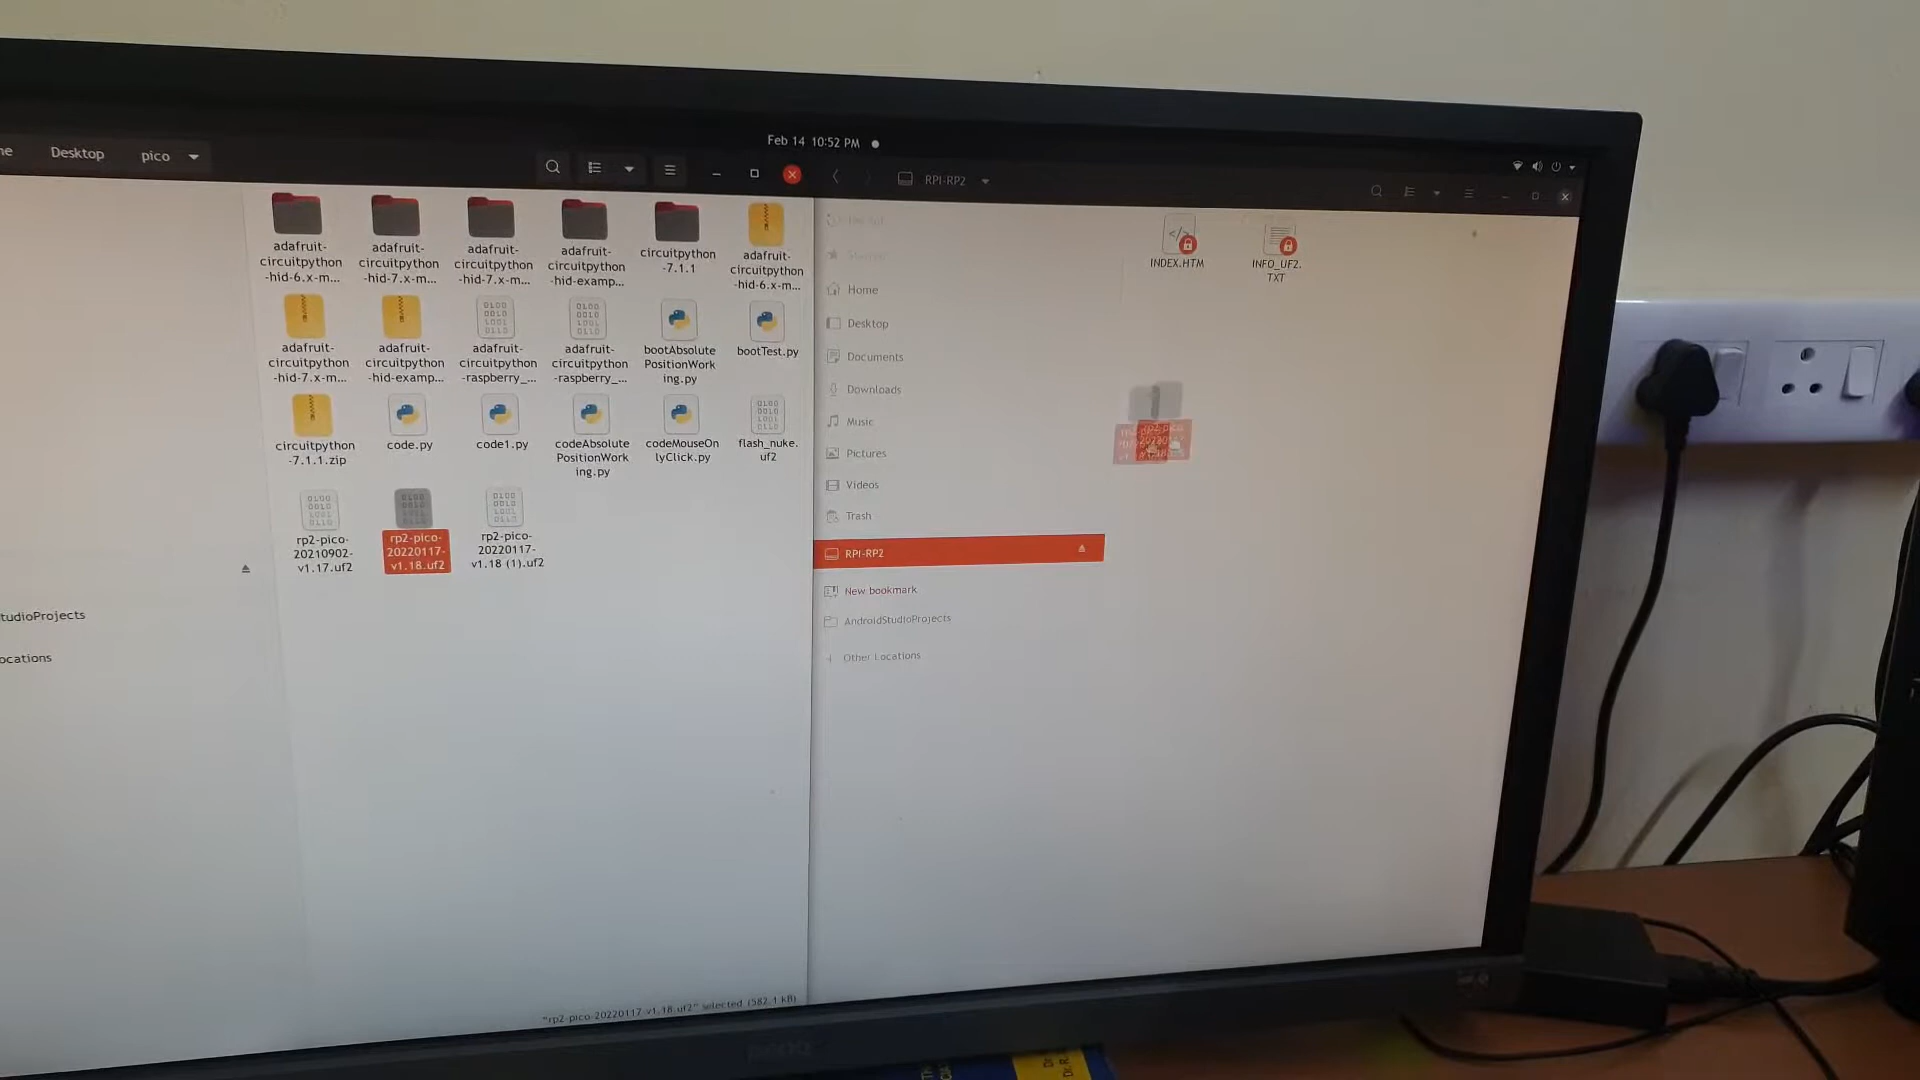 Feb 14 10:52 PM
Desktop
pico
RPI-RP2
adafruit-
circuitpython
-hid-6.x-m...
adafruit-
circuitpython
-hid-7.x-m...
adafruit-
circuitpython
-hid-7.x-m...
adafruit-
circuitpython
-hid-examp...
circuitpython
-7.1.1
adafruit-
circuitpython
-hid-6.x-m...
adafruit-
circuitpython
-hid-7.x-m...
adafruit-
circuitpython
-hid-examp...
adafruit-
circuitpython
-raspberry_...
adafruit-
circuitpython
-raspberry_...
bootAbsolute
PositionWork
ing.py
bootTest.py
circuitpython
-7.1.1.zip
code.py
code1.py
codeAbsolute
PositionWork
ing.py
codeMouseOn
lyClick.py
flash_nuke.
uf2
rp2-pico-
20210902-
v1.17.uf2
rp2-pico-
20220117-
v1.18.uf2
rp2-pico-
20220117-
v1.18 (1).uf2
tudioProjects
ocations
"rp2-pico-20220117-v1.18.uf2" selected (582.1 kB)
Home
Desktop
Documents
Downloads
Music
Pictures
Videos
Trash
RPI-RP2
New bookmark
AndroidStudioProjects
Other Locations
INDEX.HTM
INFO_UF2.
TXT